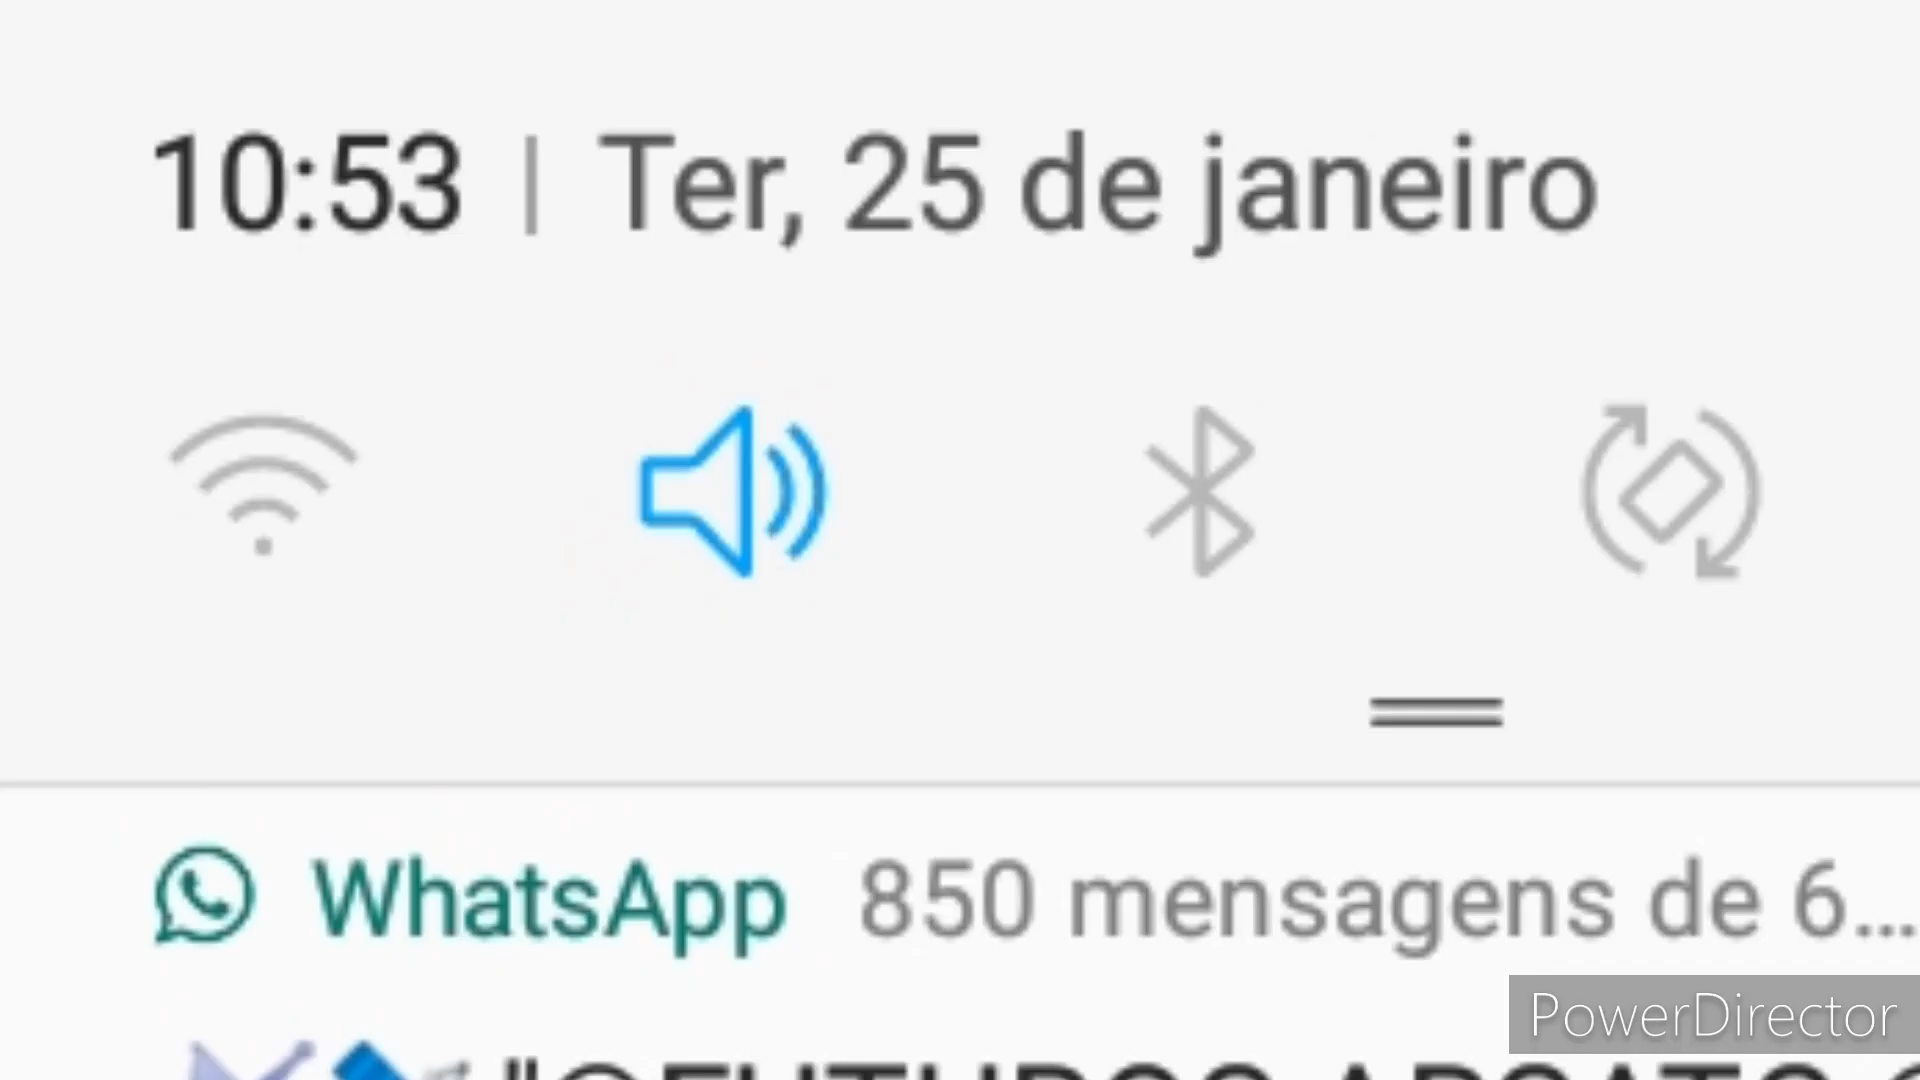 10:53 | Ter, 25 de janeiro
WhatsApp 850 mensagens de 6...
PowerDirector